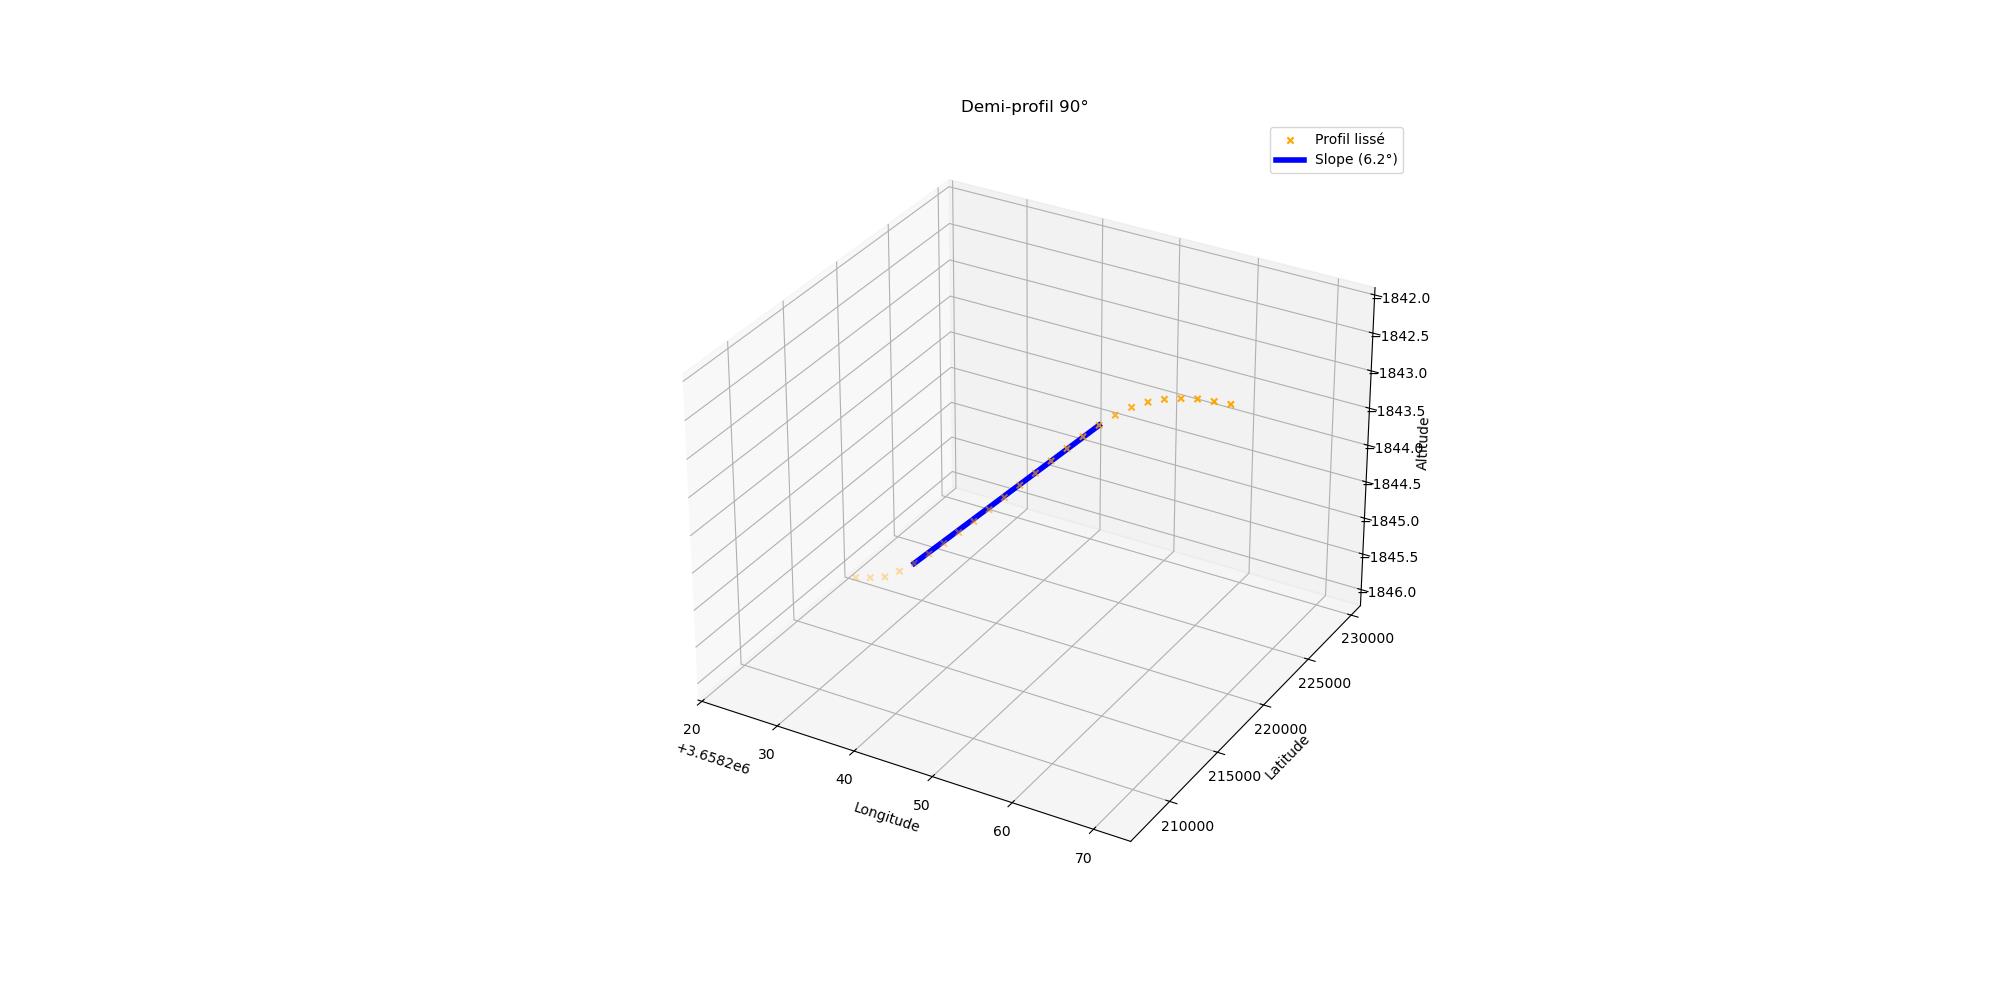 Demi-profil 90°
Profil lissé
Slope (6.2°)
−1842.0
−1842.5
−1843.0
−1843.5
−1844.0
−1844.5
−1845.0
−1845.5
−1846.0
Altitude
230000
225000
220000
215000
210000
Latitude
20
30
40
50
60
70
+3.6582e6
Longitude